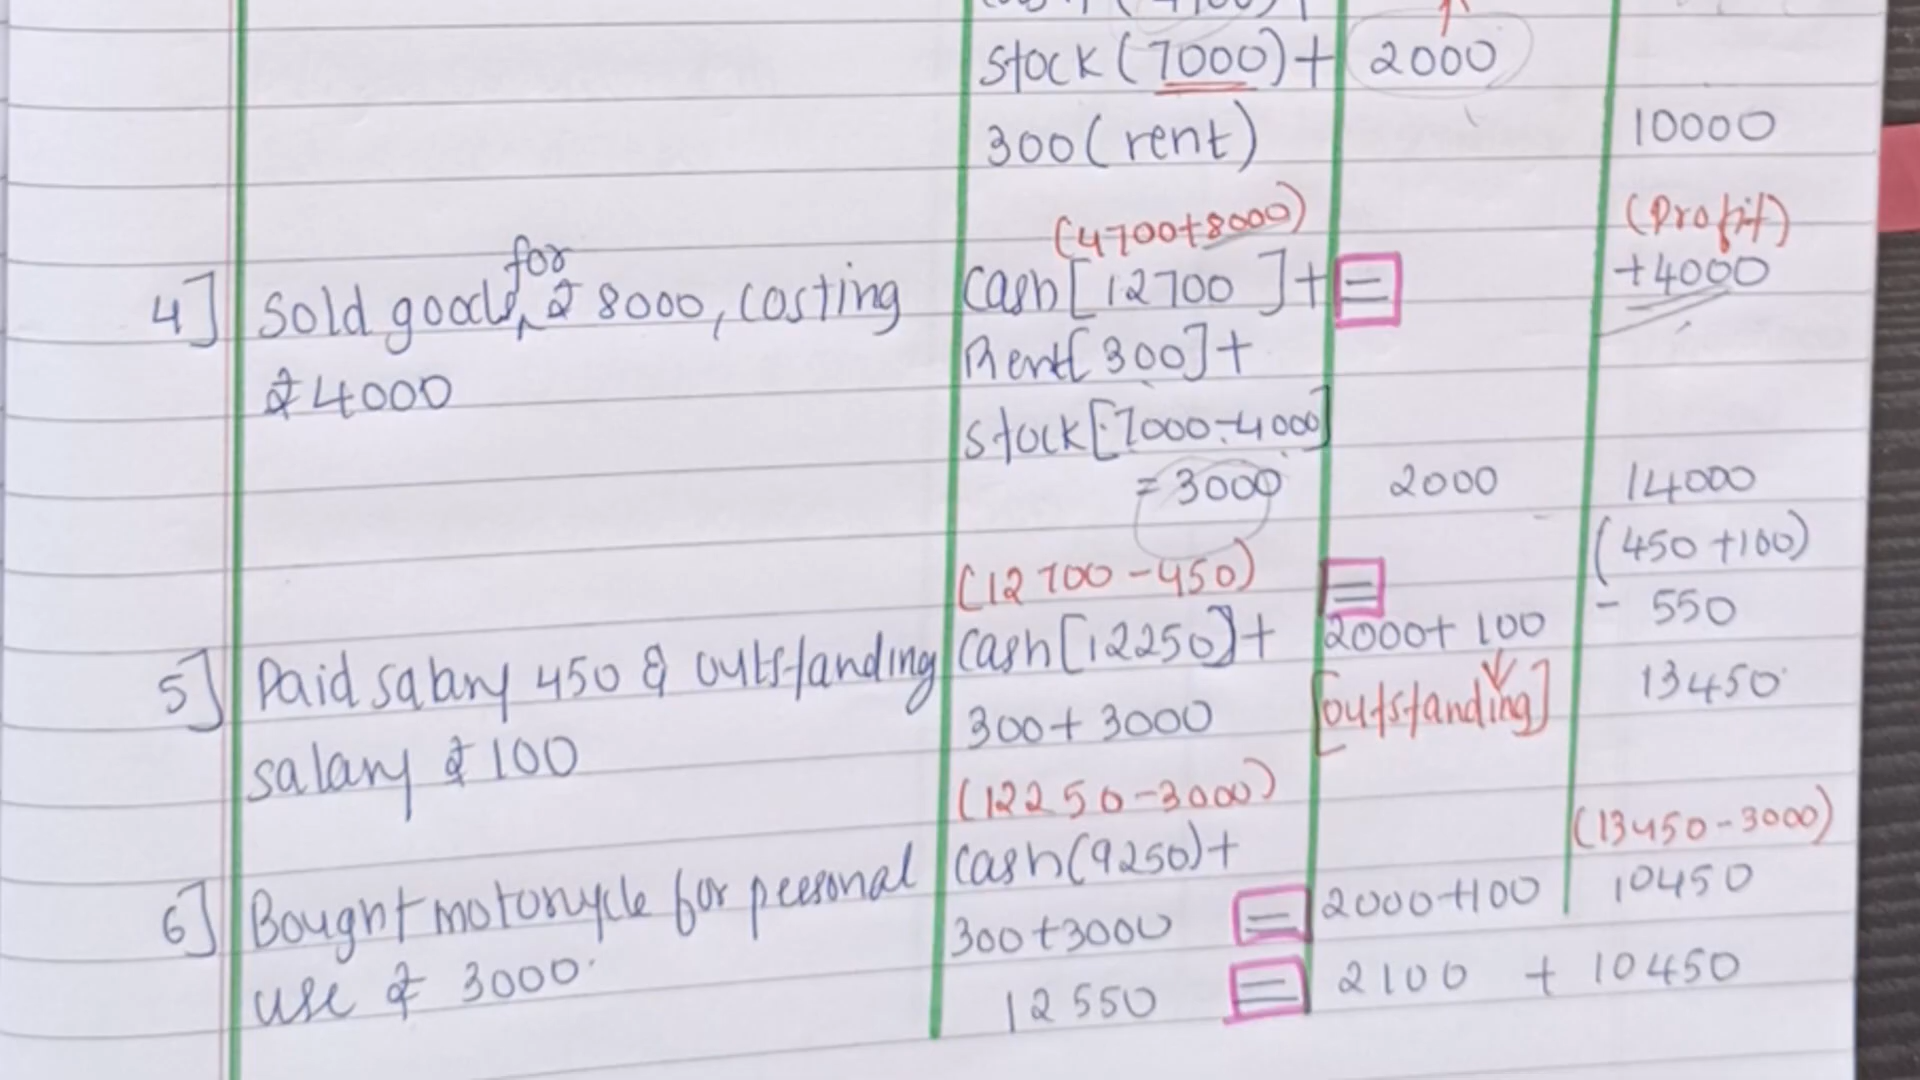 stock (7000) + 2000
300 (rent)
10000
(4700+8000)
(Profit)
4] Sold goods, for ₹ 8000, costing cash [12700] + = +4000
₹ 4000
Rent [300] +
stock [7000-4000]
= 3000 2000 14000
(450 +100)
(12700-450) =
- 550
5] Paid salary 450 & outstanding cash [12250] + 2000+ 100
salary ₹ 100
300 + 3000 [outstanding] 13450
(12250-3000)
(13450-3000)
6] Bought motorcycle for personal cash (9250) +
use ₹ 3000.
300+3000 = 2000+100 10450
12550 = 2100 + 10450